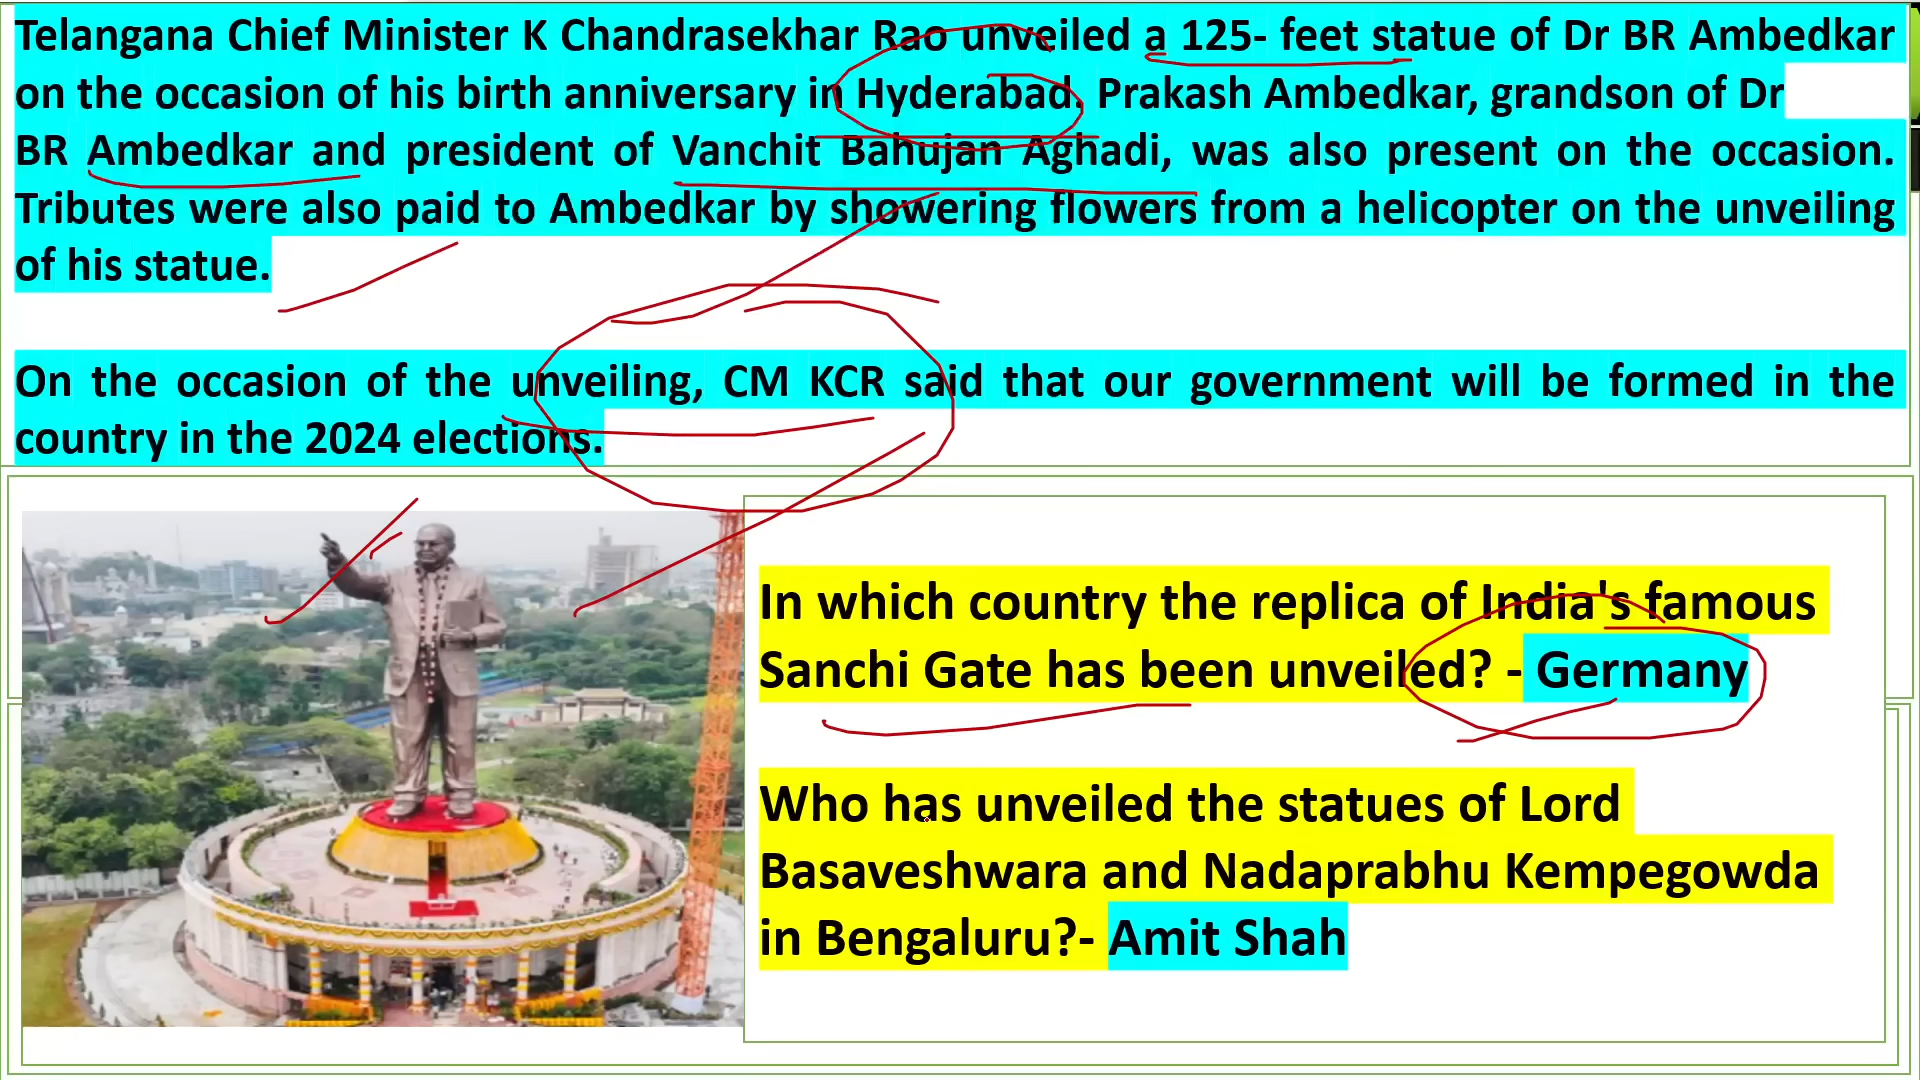 Telangana Chief Minister K Chandrasekhar Rao unveiled a 125- feet statue of Dr BR Ambedkar
on the occasion of his birth anniversary in Hyderabad. Prakash Ambedkar, grandson of Dr
BR Ambedkar and president of Vanchit Bahujan Aghadi, was also present on the occasion.
Tributes were also paid to Ambedkar by showering flowers from a helicopter on the unveiling
of his statue.
On the occasion of the unveiling, CM KCR said that our government will be formed in the
country in the 2024 elections.
In which country the replica of India's famous
Sanchi Gate has been unveiled? - Germany
Who has unveiled the statues of Lord
Basaveshwara and Nadaprabhu Kempegowda
in Bengaluru?- Amit Shah